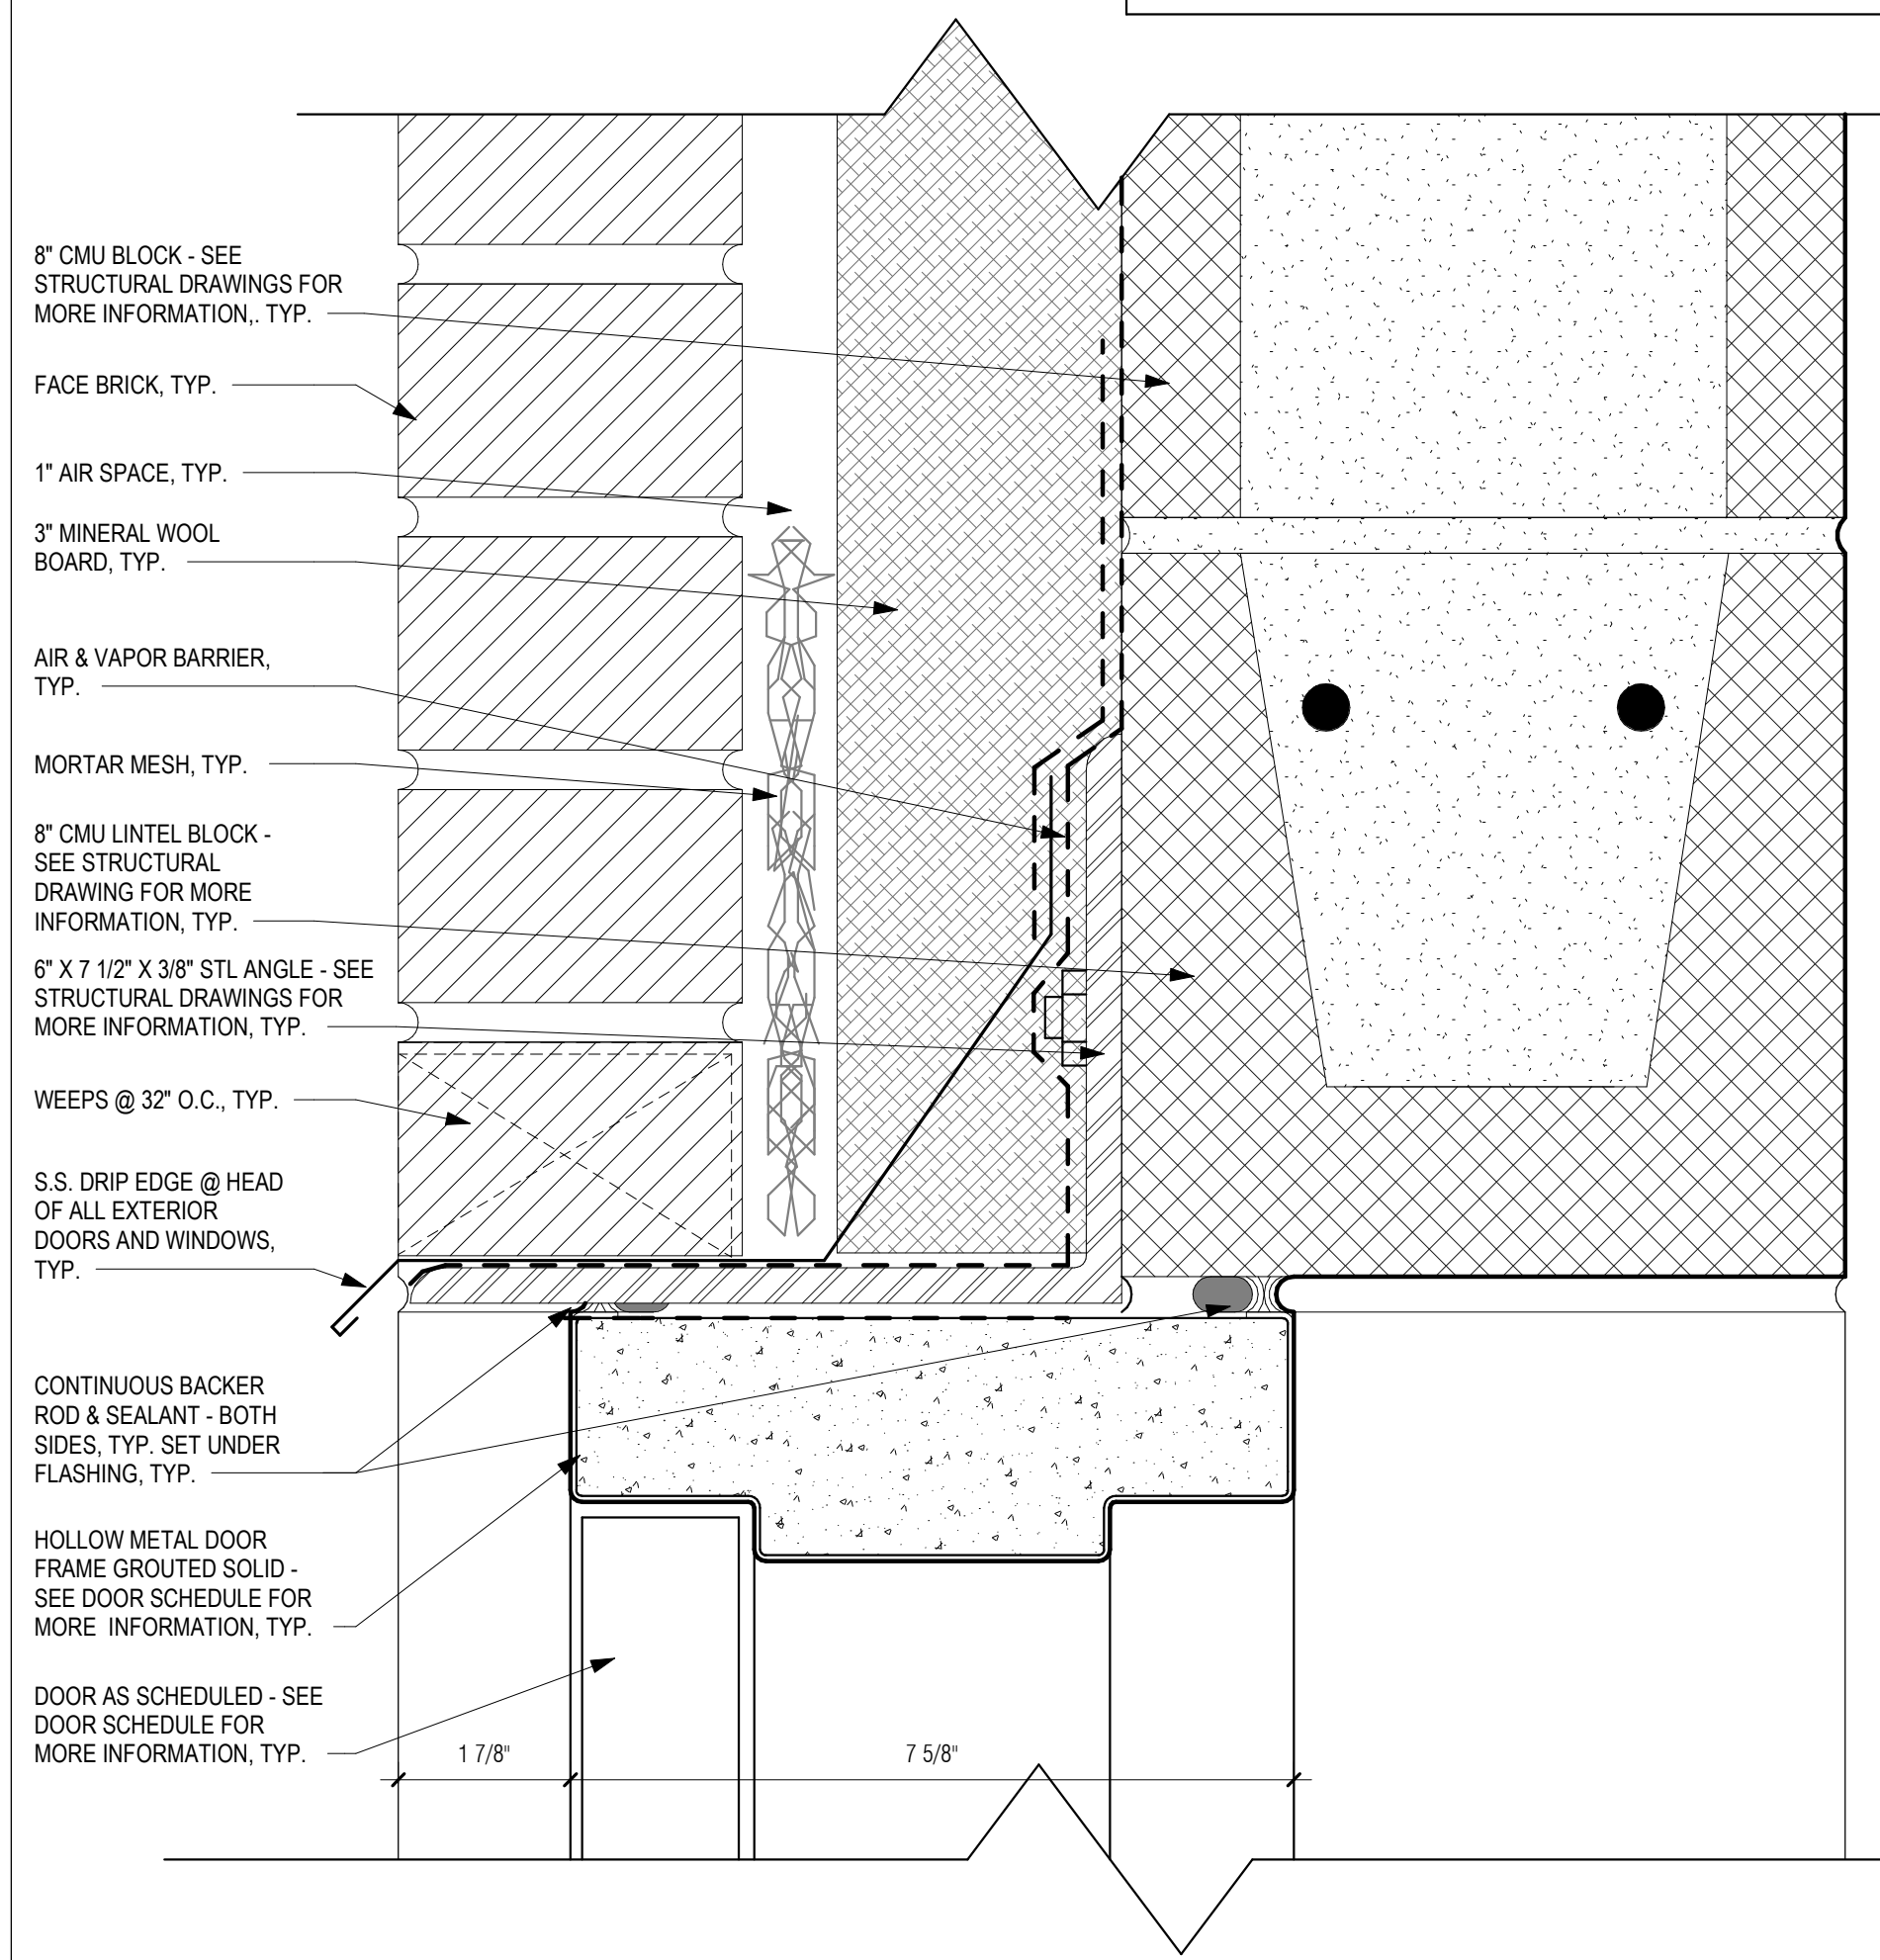 8" CMU BLOCK - SEE
STRUCTURAL DRAWINGS FOR
MORE INFORMATION,. TYP.
FACE BRICK, TYP.
1" AIR SPACE, TYP.
3" MINERAL WOOL
BOARD, TYP.
AIR & VAPOR BARRIER,
TYP.
MORTAR MESH, TYP.
8" CMU LINTEL BLOCK -
SEE STRUCTURAL
DRAWING FOR MORE
INFORMATION, TYP.
6" X 7 1/2" X 3/8" STL ANGLE - SEE
STRUCTURAL DRAWINGS FOR
MORE INFORMATION, TYP.
WEEPS @ 32" O.C., TYP.
S.S. DRIP EDGE @ HEAD
OF ALL EXTERIOR
DOORS AND WINDOWS,
TYP.
CONTINUOUS BACKER
ROD & SEALANT - BOTH
SIDES, TYP. SET UNDER
FLASHING, TYP.
HOLLOW METAL DOOR
FRAME GROUTED SOLID -
SEE DOOR SCHEDULE FOR
MORE  INFORMATION, TYP.
DOOR AS SCHEDULED - SEE
DOOR SCHEDULE FOR
MORE INFORMATION, TYP.
1 7/8"
7 5/8"